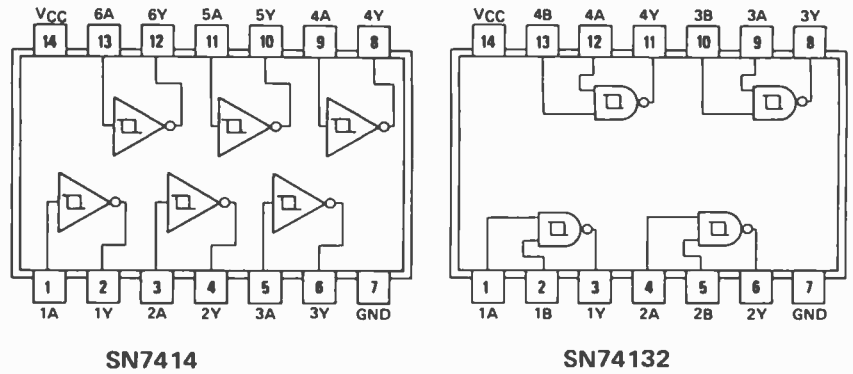 VCC 6A 6Y 5A 5Y 4A 4Y
14 13 12 11 10 9 8
1 2 3 4 5 6 7
1A 1Y 2A 2Y 3A 3Y GND
SN7414
VCC 4B 4A 4Y 3B 3A 3Y
14 13 12 11 10 9 8
1 2 3 4 5 6 7
1A 1B 1Y 2A 2B 2Y GND
SN74132